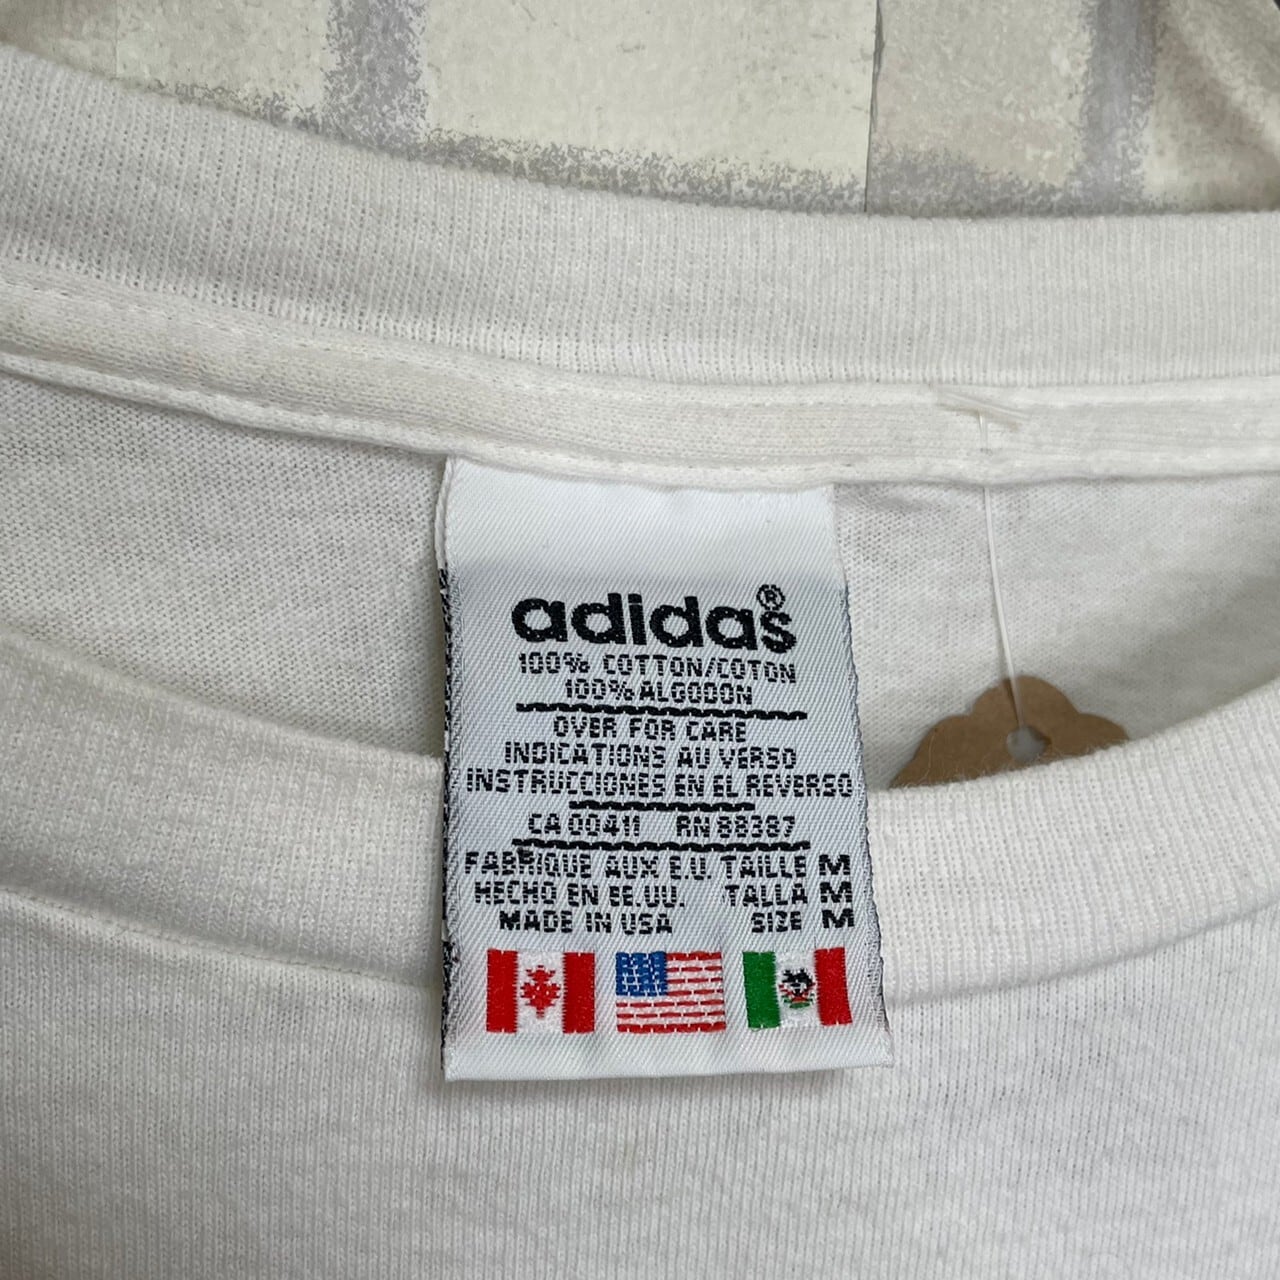 adidas®
100% COTTON/COTON
100% ALGODON
OVER FOR CARE
INDICATIONS AU VERSO
INSTRUCCIONES EN EL REVERSO
CA 00411 RN 88387
FABRIQUE AUX E.U. TAILLE M
HECHO EN EE.UU. TALLA M
MADE IN USA SIZE M